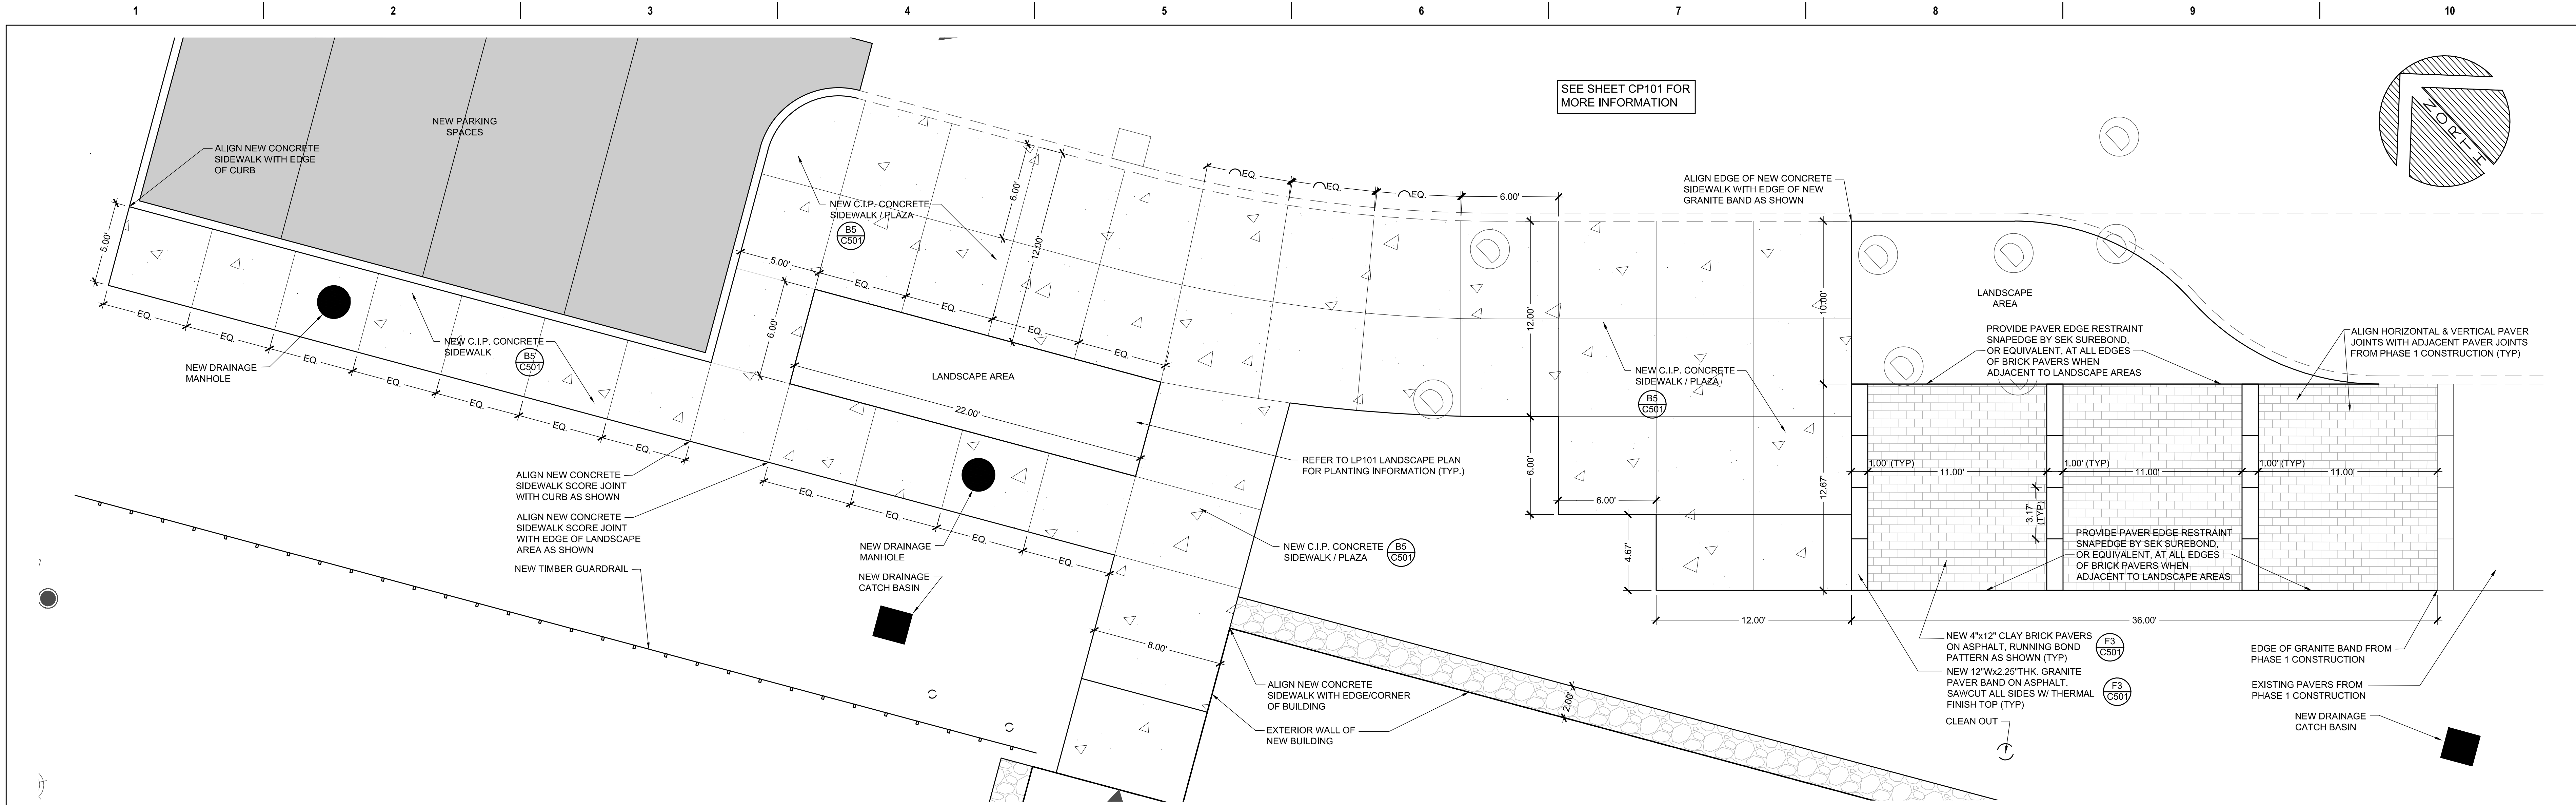 1 2 3 4 5 6 7 8 9 10
SEE SHEET CP101 FOR
MORE INFORMATION
NORTH
NEW PARKING
SPACES
ALIGN NEW CONCRETE
SIDEWALK WITH EDGE
OF CURB
5.00'
EQ.
EQ.
EQ.
EQ.
EQ.
EQ.
EQ.
NEW DRAINAGE
MANHOLE
NEW C.I.P. CONCRETE
SIDEWALK
B5
C501
NEW C.I.P. CONCRETE
SIDEWALK / PLAZA
B5
C501
6.00'
12.00'
5.00'
EQ.
EQ.
EQ.
EQ.
6.00'
LANDSCAPE AREA
22.00'
EQ.
EQ.
EQ.
EQ.
EQ.
EQ.
EQ.
6.00'
ALIGN NEW CONCRETE
SIDEWALK SCORE JOINT
WITH CURB AS SHOWN
ALIGN NEW CONCRETE
SIDEWALK SCORE JOINT
WITH EDGE OF LANDSCAPE
AREA AS SHOWN
NEW TIMBER GUARDRAIL
NEW DRAINAGE
MANHOLE
NEW DRAINAGE
CATCH BASIN
REFER TO LP101 LANDSCAPE PLAN
FOR PLANTING INFORMATION (TYP.)
NEW C.I.P. CONCRETE
SIDEWALK / PLAZA
B5
C501
8.00'
ALIGN NEW CONCRETE
SIDEWALK WITH EDGE/CORNER
OF BUILDING
EXTERIOR WALL OF
NEW BUILDING
2.00'
12.00'
6.00'
6.00'
4.67'
12.00'
NEW C.I.P. CONCRETE
SIDEWALK / PLAZA
B5
C501
ALIGN EDGE OF NEW CONCRETE
SIDEWALK WITH EDGE OF NEW
GRANITE BAND AS SHOWN
10.00'
12.67'
LANDSCAPE
AREA
PROVIDE PAVER EDGE RESTRAINT
SNAPEDGE BY SEK SUREBOND,
OR EQUIVALENT, AT ALL EDGES
OF BRICK PAVERS WHEN
ADJACENT TO LANDSCAPE AREAS
ALIGN HORIZONTAL & VERTICAL PAVER
JOINTS WITH ADJACENT PAVER JOINTS
FROM PHASE 1 CONSTRUCTION (TYP)
1.00' (TYP)
11.00'
1.00' (TYP)
11.00'
1.00' (TYP)
11.00'
3.17'
(TYP)
PROVIDE PAVER EDGE RESTRAINT
SNAPEDGE BY SEK SUREBOND,
OR EQUIVALENT, AT ALL EDGES
OF BRICK PAVERS WHEN
ADJACENT TO LANDSCAPE AREAS
36.00'
NEW 4"x12" CLAY BRICK PAVERS
ON ASPHALT, RUNNING BOND
PATTERN AS SHOWN (TYP)
F3
C501
NEW 12"Wx2.25"THK. GRANITE
PAVER BAND ON ASPHALT.
SAWCUT ALL SIDES W/ THERMAL
FINISH TOP (TYP)
F3
C501
CLEAN OUT
EDGE OF GRANITE BAND FROM
PHASE 1 CONSTRUCTION
EXISTING PAVERS FROM
PHASE 1 CONSTRUCTION
NEW DRAINAGE
CATCH BASIN